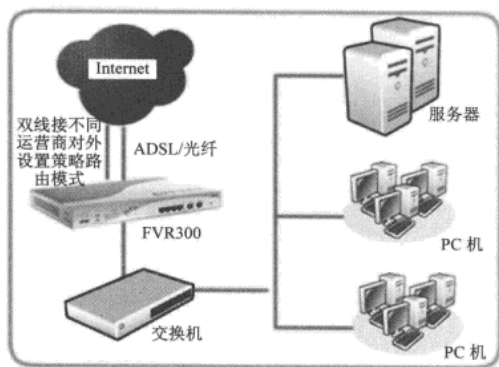 Internet
双线接不同
运营商对外
设置策略路
由模式
ADSL/光纤
FVR300
交换机
服务器
PC 机
PC 机